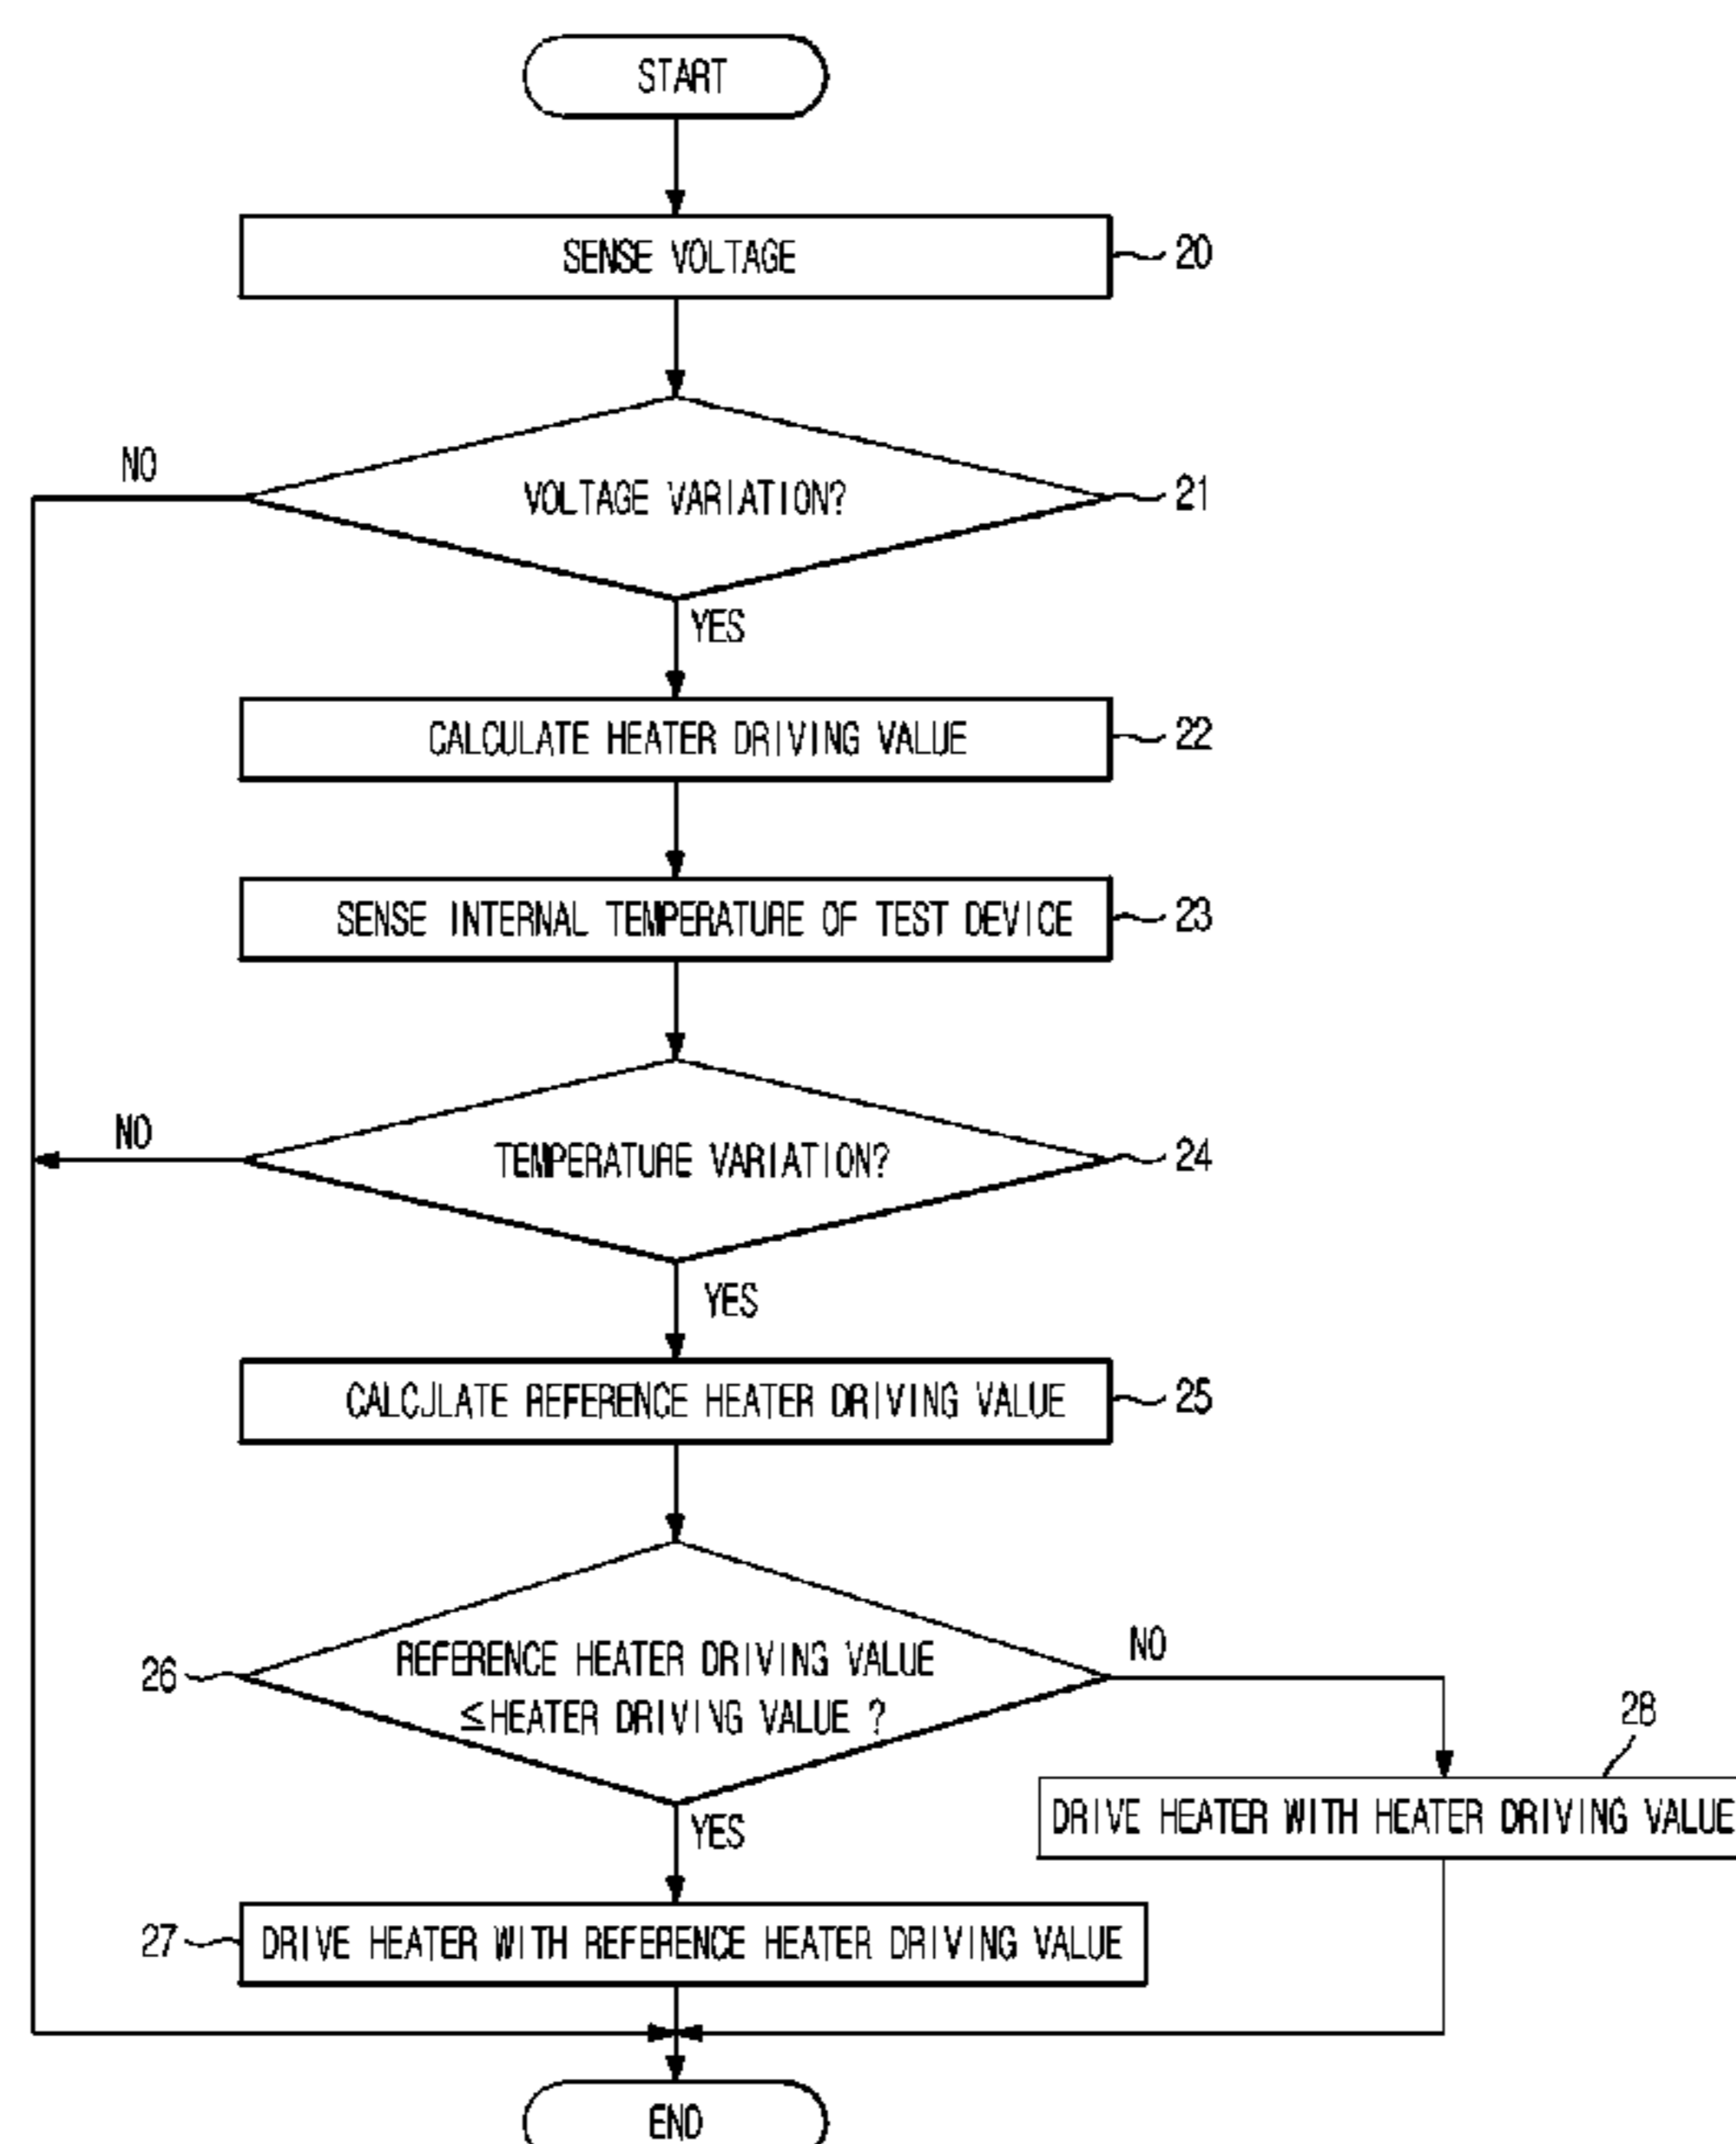 START
SENSE VOLTAGE
20
NO
VOLTAGE VARIATION?
21
YES
CALCULATE HEATER DRIVING VALUE
22
SENSE INTERNAL TEMPERATURE OF TEST DEVICE
23
NO
TEMPERATURE VARIATION?
24
YES
CALCJLATE REFERENCE HEATER DRIVING VALUE
25
26
REFERENCE HEATER DRIVING VALUE
≤HEATER DRIVING VALUE ?
NO
28
YES
DRIVE HEATER WITH HEATER DRIVING VALUE
27
DRIVE HEATER WITH REFERENCE HEATER DRIVING VALUE
END